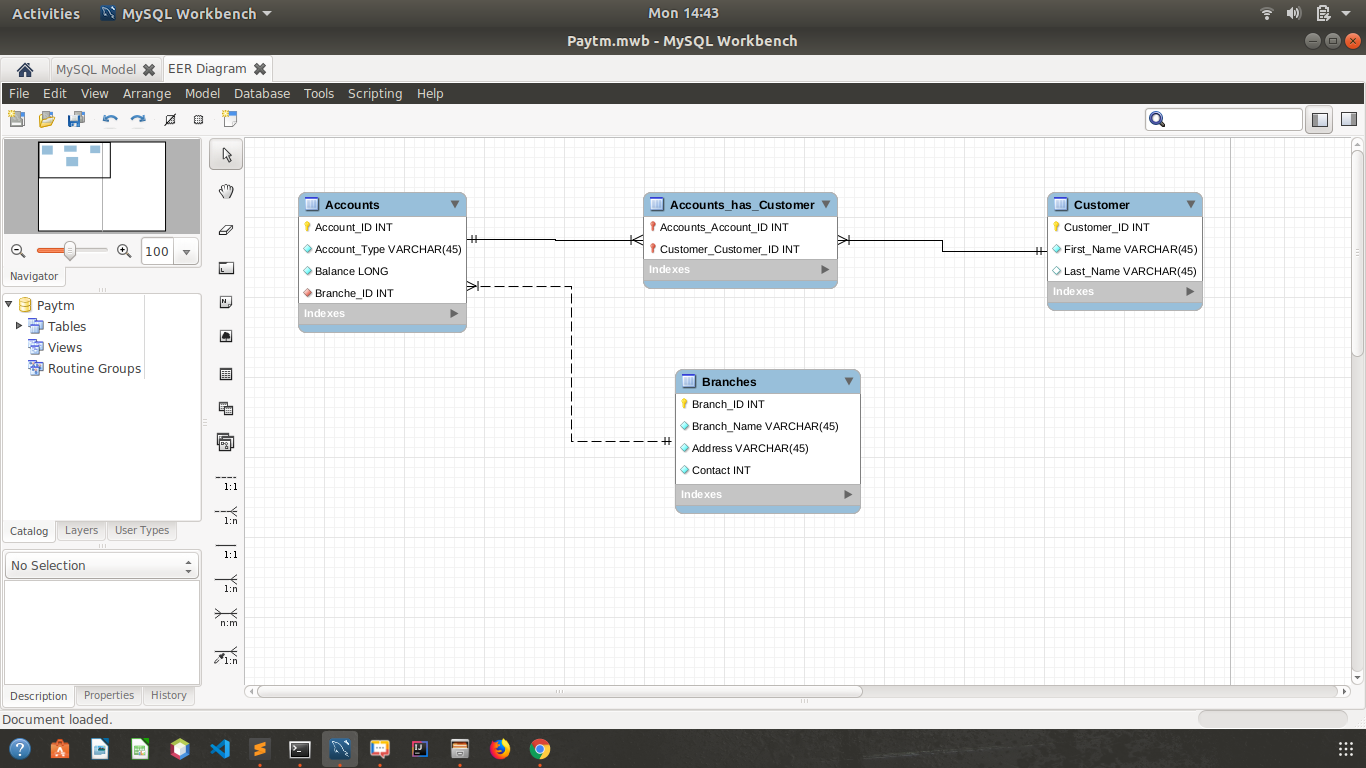 Activities
MySQL Workbench
Mon 14:43
Paytm.mwb - MySQL Workbench
MySQL Model
EER Diagram
File Edit View Arrange Model Database Tools Scripting Help
100
Navigator
Paytm
Tables
Views
Routine Groups
Catalog Layers User Types
No Selection
Description Properties History
1:1
1:n
1:1
1:n
n:m
1:n
Accounts
Account_ID INT
Account_Type VARCHAR(45)
Balance LONG
Branche_ID INT
Indexes
Accounts_has_Customer
Accounts_Account_ID INT
Customer_Customer_ID INT
Indexes
Customer
Customer_ID INT
First_Name VARCHAR(45)
Last_Name VARCHAR(45)
Indexes
Branches
Branch_ID INT
Branch_Name VARCHAR(45)
Address VARCHAR(45)
Contact INT
Indexes
Document loaded.